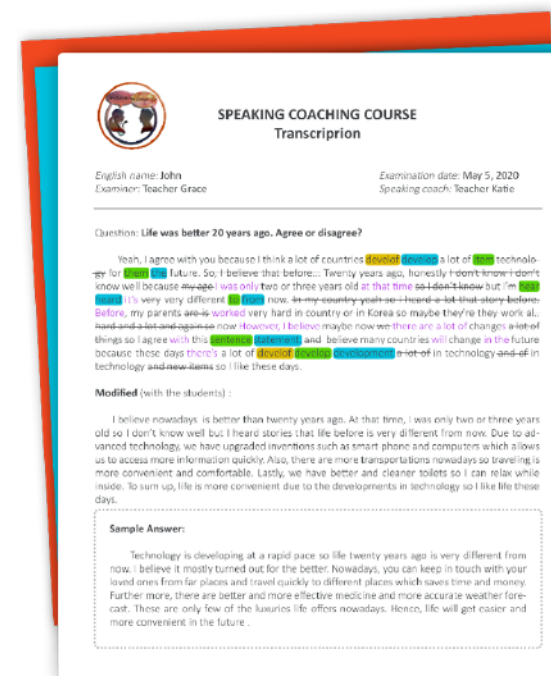 SPEAKING COACHING COURSE
Transcriprion
English name: John
Examination date: May 5, 2020
Examiner: Teacher Grace
Speaking coach: Teacher Katie
Question: Life was better 20 years ago. Agree or disagree?
Yeah, I agree with you because I think a lot of countries develof develop a lot of item technolo-
gy for them the future. So, I believe that before... Twenty years ago, honestly I don't know I don't
know well because my age I was only two or three years old at that time so I don't know but I'm hear
heard it's very very different to from now. In my country yeah so i heard a lot that story before.
Before, my parents are is worked very hard in country or in Korea so maybe they're they work al..
hard and a lot and again so now However, I believe maybe now we there are a lot of changes a lot of
things so I agree with this sentence statement, and believe many countries will change in the future
because these days there's a lot of develof develop development a lot of in technology and of in
technology and new items so I like these days.
Modified (with the students) :
I believe nowadays is better than twenty years ago. At that time, I was only two or three years
old so I don't know well but I heard stories that life before is very different from now. Due to ad-
vanced technology, we have upgraded inventions such as smart phone and computers which allows
us to access more information quickly. Also, there are more transportations nowadays so traveling is
more convenient and comfortable. Lastly, we have better and cleaner toilets so I can relax while
inside. To sum up, life is more convenient due to the developments in technology so I like life these
days.
Sample Answer:
Technology is developing at a rapid pace so life twenty years ago is very different from
now. I believe it mostly turned out for the better. Nowadays, you can keep in touch with your
loved ones from far places and travel quickly to different places which saves time and money.
Further more, there are better and more effective medicine and more accurate weather fore-
cast. These are only few of the luxuries life offers nowadays. Hence, life will get easier and
more convenient in the future .